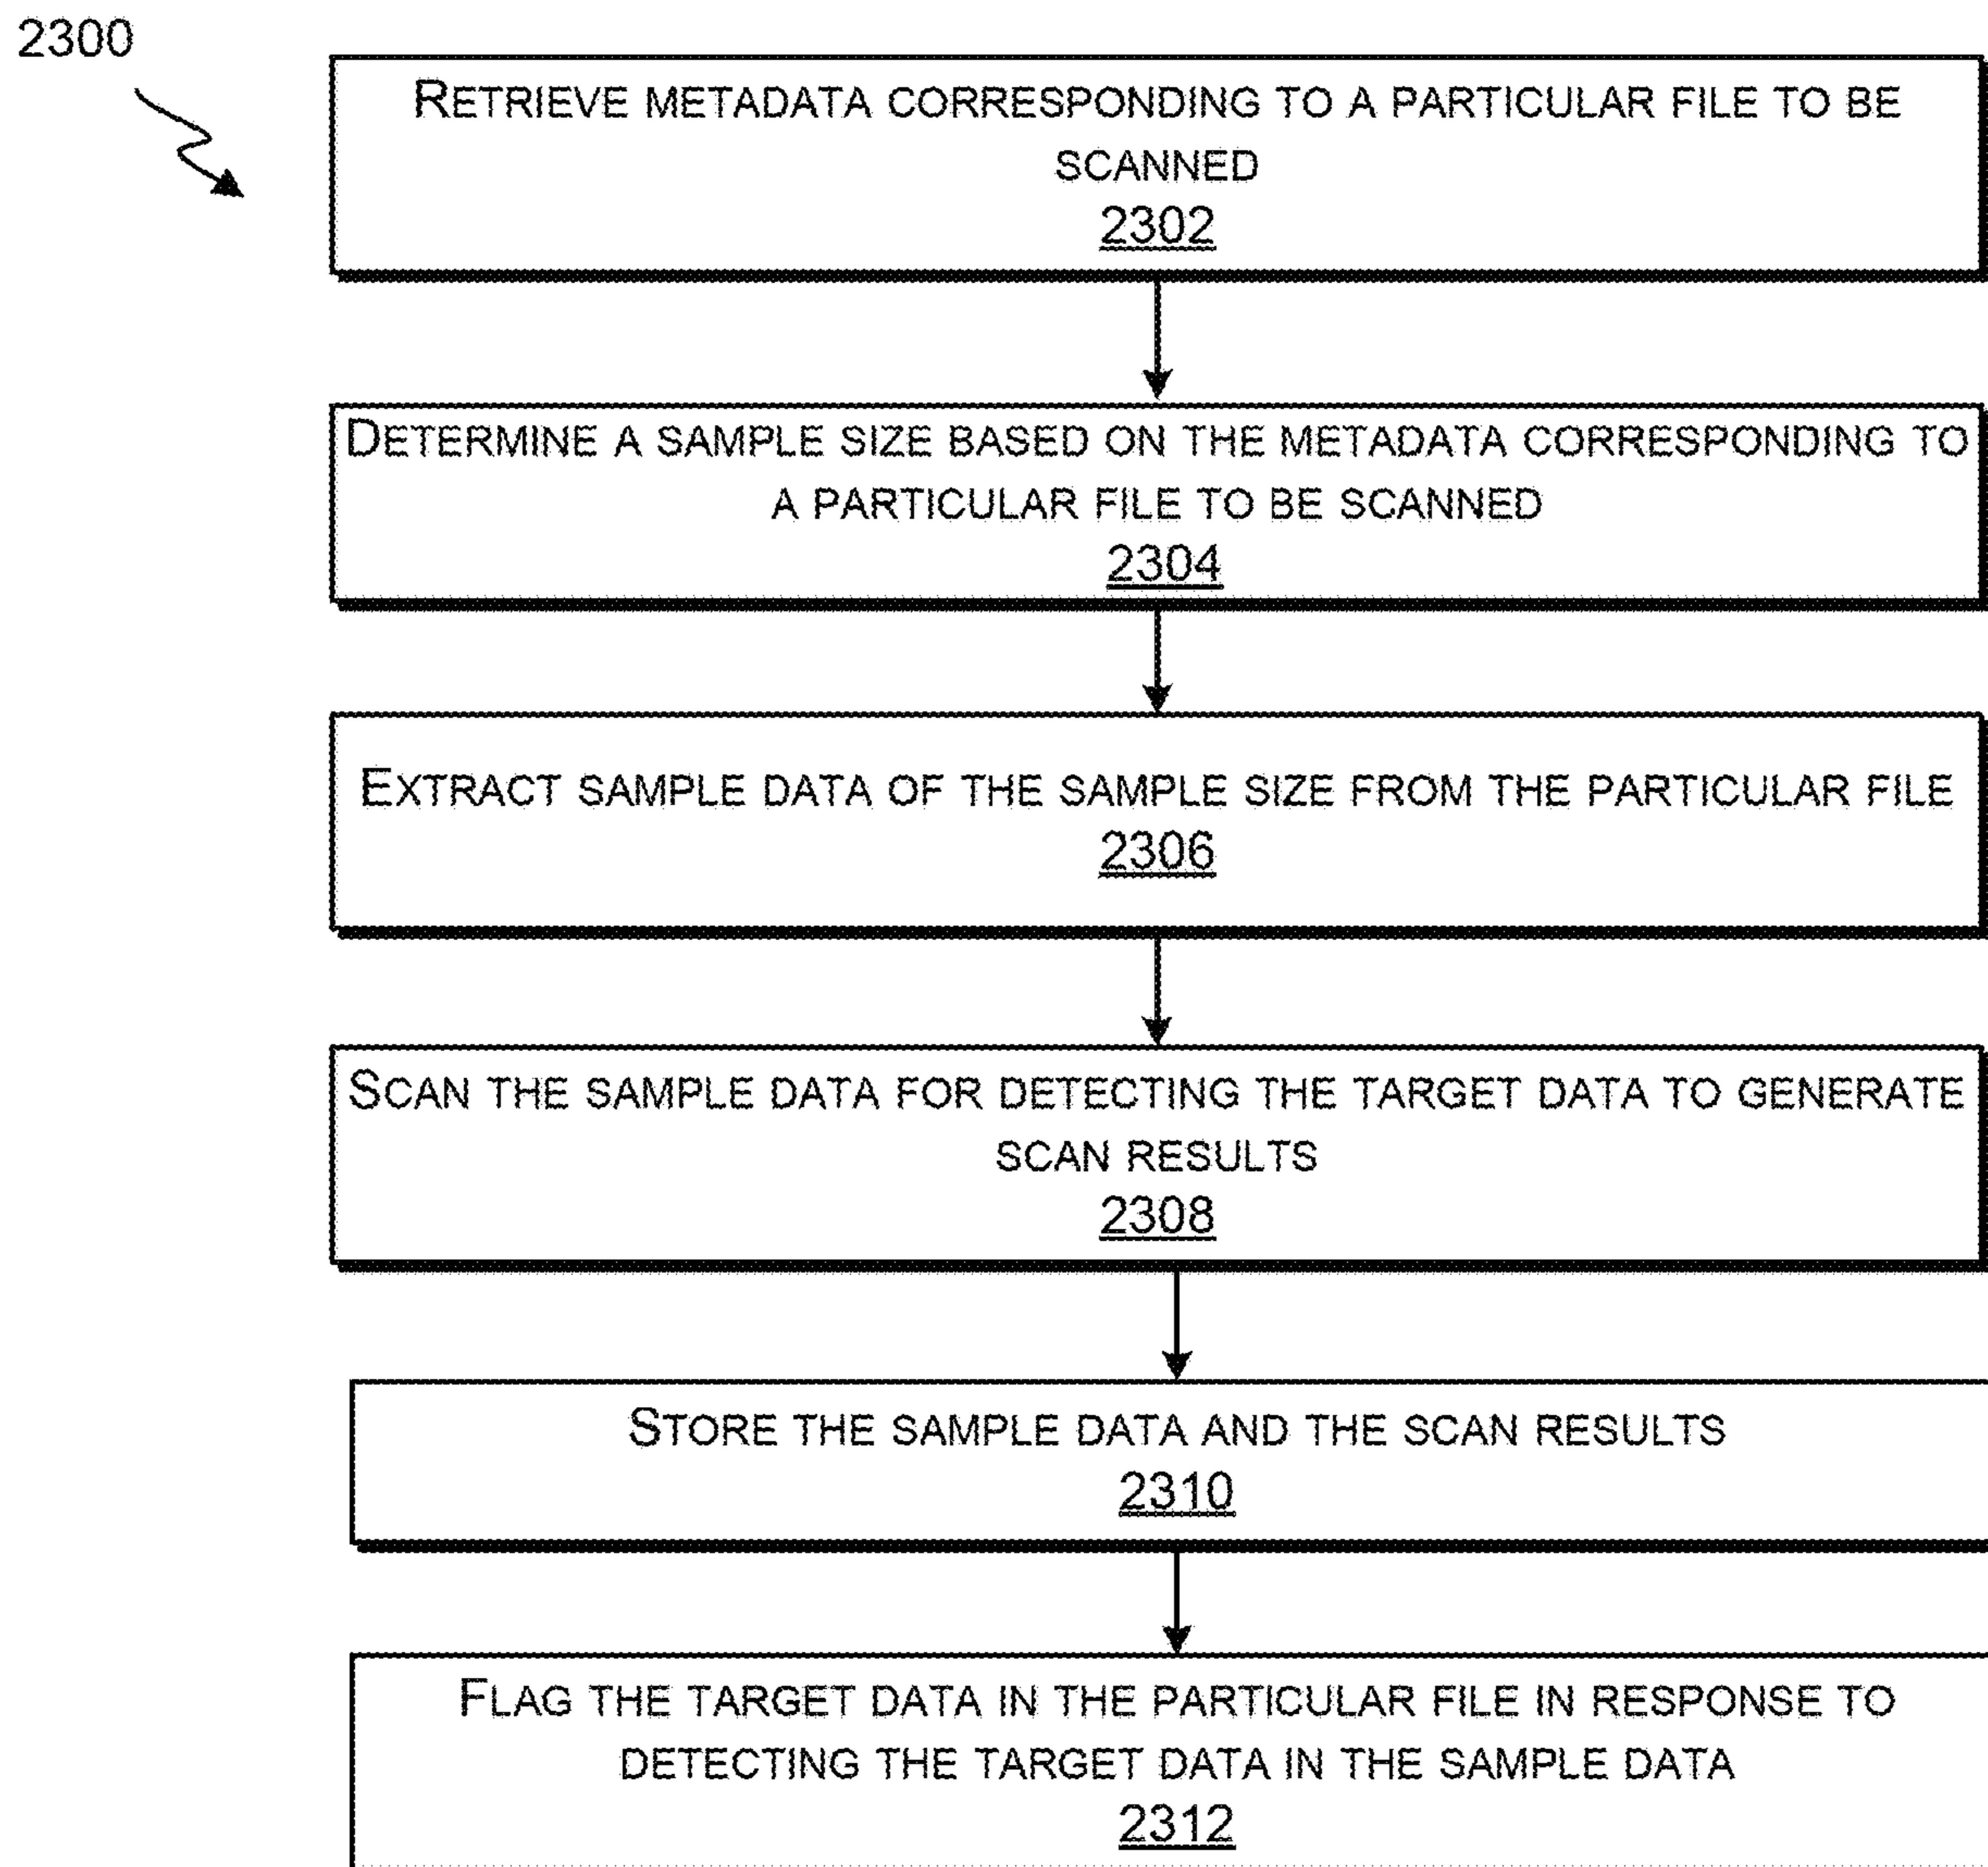 2300
RETRIEVE METADATA CORRESPONDING TO A PARTICULAR FILE TO BE
SCANNED
2302
DETERMINE A SAMPLE SIZE BASED ON THE METADATA CORRESPONDING TO
A PARTICULAR FILE TO BE SCANNED
2304
EXTRACT SAMPLE DATA OF THE SAMPLE SIZE FROM THE PARTICULAR FILE
2306
SCAN THE SAMPLE DATA FOR DETECTING THE TARGET DATA TO GENERATE
SCAN RESULTS
2308
STORE THE SAMPLE DATA AND THE SCAN RESULTS
2310
FLAG THE TARGET DATA IN THE PARTICULAR FILE IN RESPONSE TO
DETECTING THE TARGET DATA IN THE SAMPLE DATA
2312